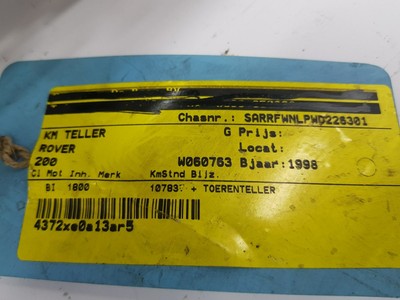 Chasnr.: SARRFWNLPWD226301
KM TELLER G Prijs:
ROVER Locat:
200 W060763 Bjaar:1998
Cl Mot Inh. Merk KmStnd Bijz.
BI 1800 10783 + TOERENTELLER
4372xe0a13ar5